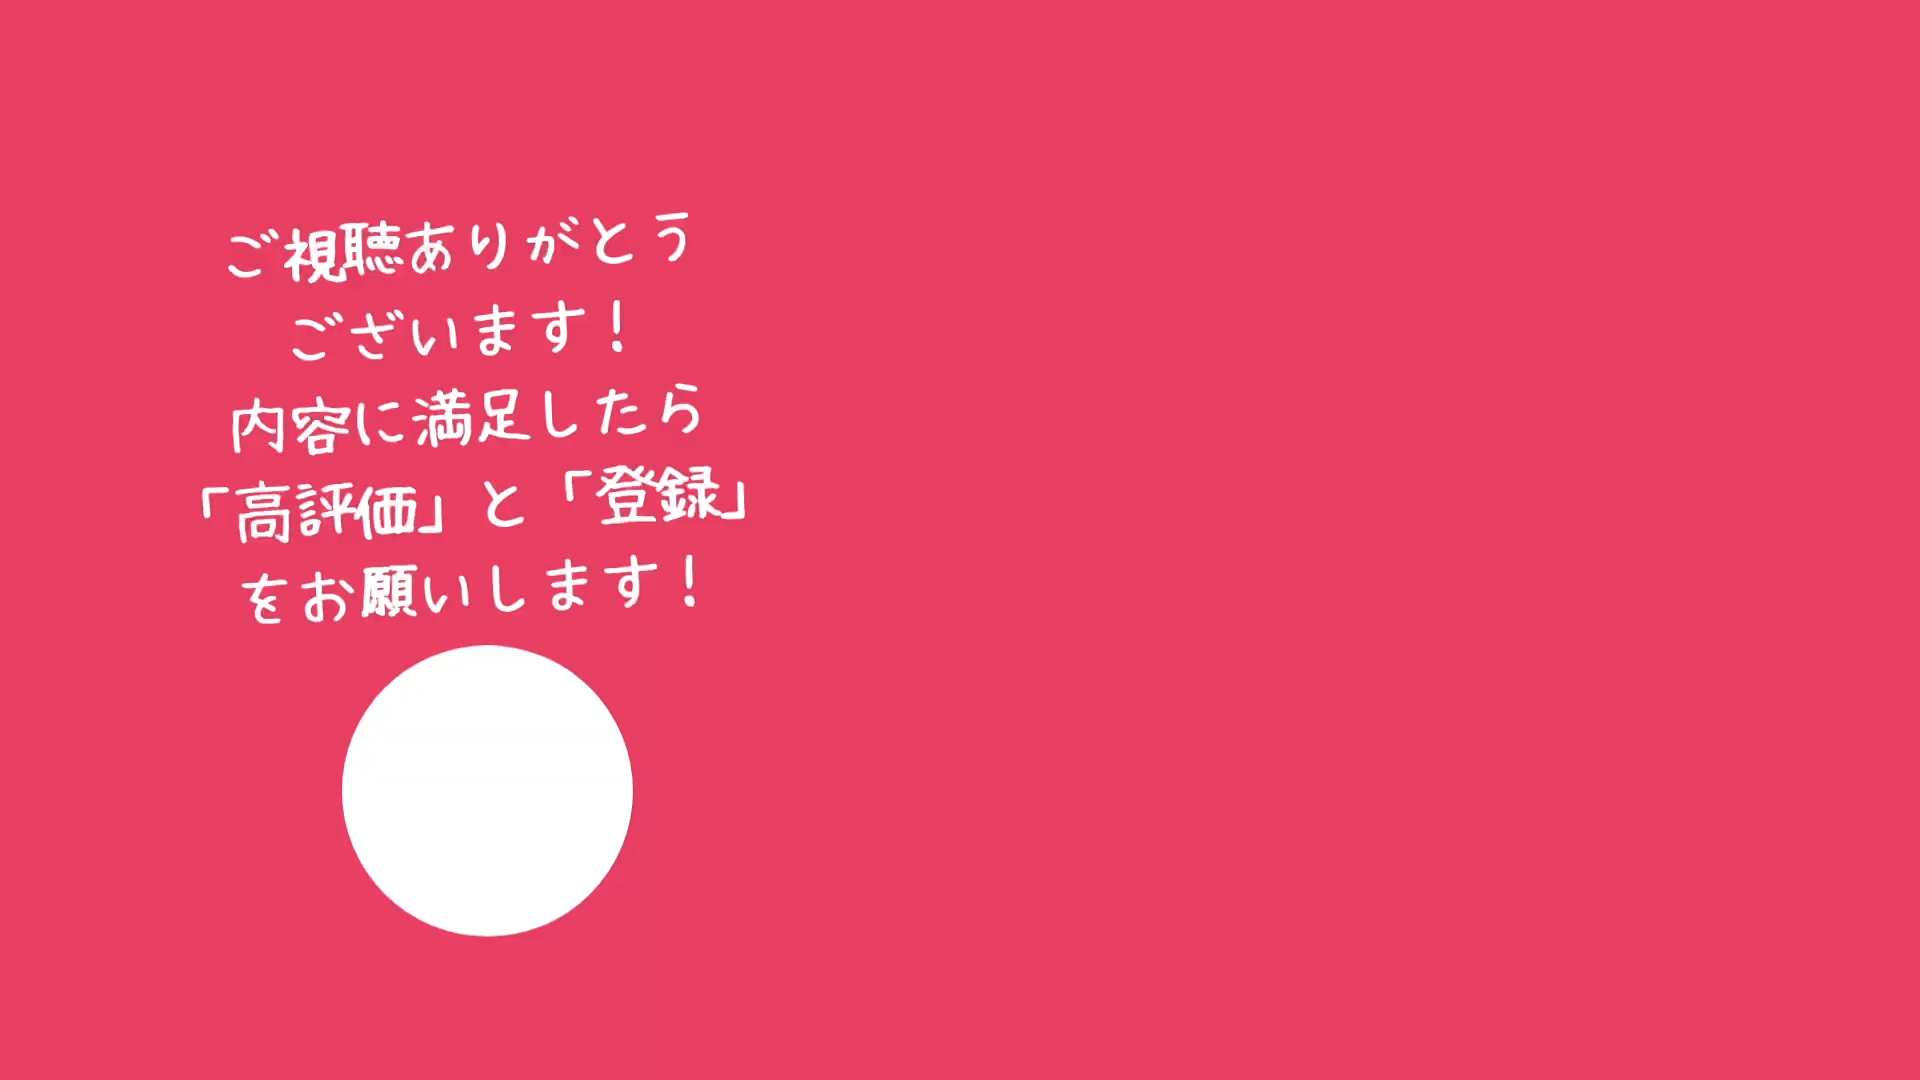 ご視聴ありがとう
ございます！
内容に満足したら
「高評価」と「登録」
をお願いします！